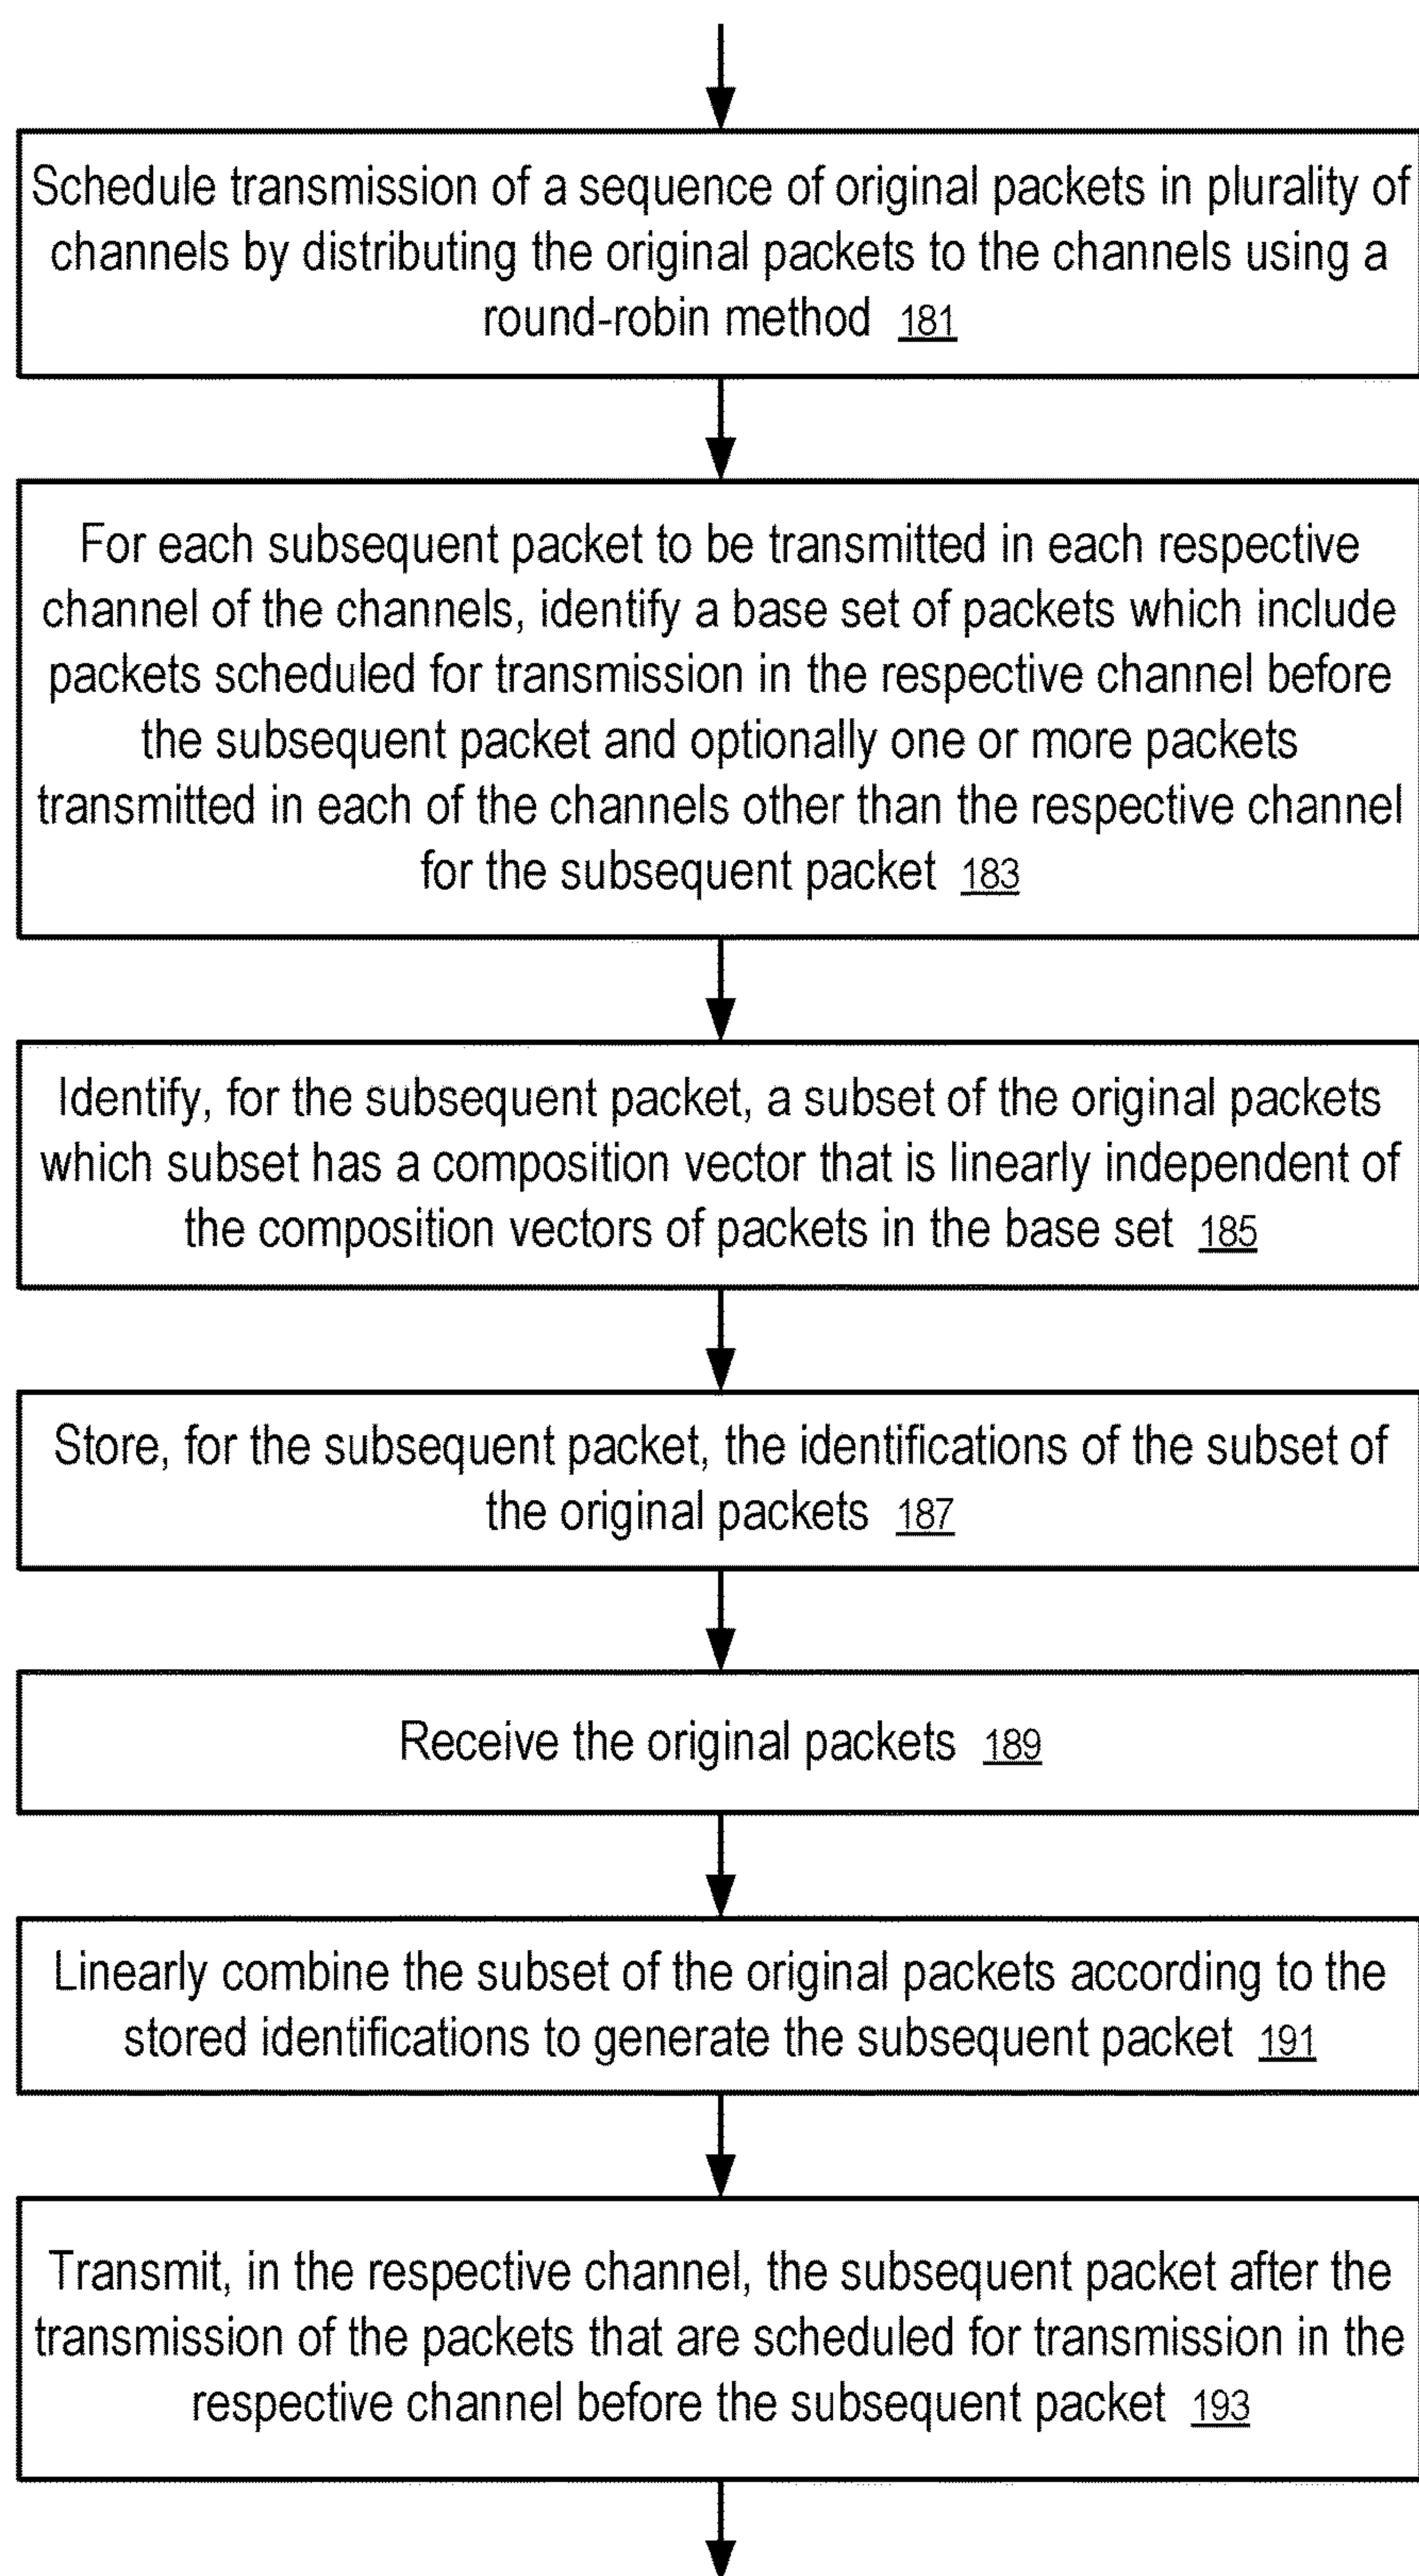 Schedule transmission of a sequence of original packets in plurality of
channels by distributing the original packets to the channels using a
round-robin method 181
For each subsequent packet to be transmitted in each respective
channel of the channels, identify a base set of packets which include
packets scheduled for transmission in the respective channel before
the subsequent packet and optionally one or more packets
transmitted in each of the channels other than the respective channel
for the subsequent packet 183
Identify, for the subsequent packet, a subset of the original packets
which subset has a composition vector that is linearly independent of
the composition vectors of packets in the base set 185
Store, for the subsequent packet, the identifications of the subset of
the original packets 187
Receive the original packets 189
Linearly combine the subset of the original packets according to the
stored identifications to generate the subsequent packet 191
Transmit, in the respective channel, the subsequent packet after the
transmission of the packets that are scheduled for transmission in the
respective channel before the subsequent packet 193